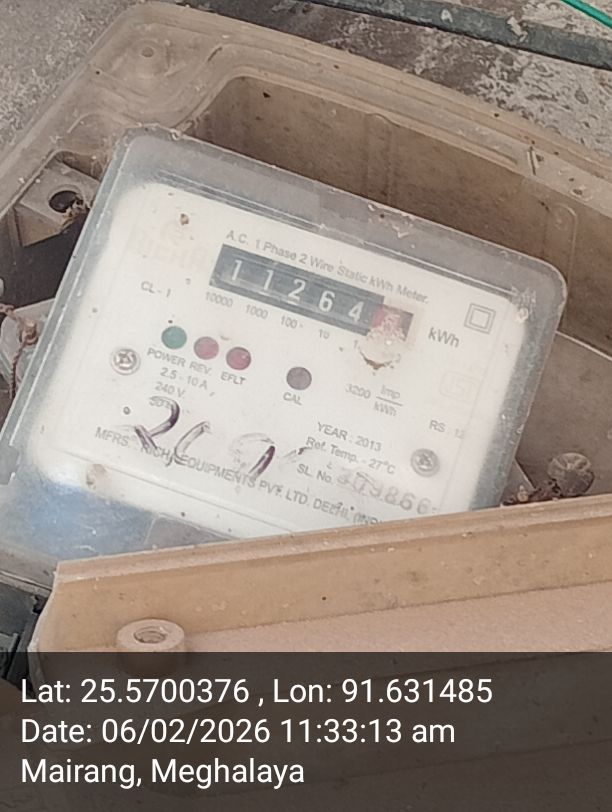 A.C. 1 Phase 2 Wire Static kWh Meter.
1 1 2 6 4
kWh
CL - 1
10000 1000 100 10 1
POWER REV. EFLT
CAL
2.5 - 10 A
240 V
3200 Imp/kWh
YEAR : 2013
RS : 12
Ref. Temp. - 27°C
SL. No.
MFRS. EQUIPMENTS PVT. LTD. DELHI
Lat: 25.5700376 , Lon: 91.631485
Date: 06/02/2026 11:33:13 am
Mairang, Meghalaya